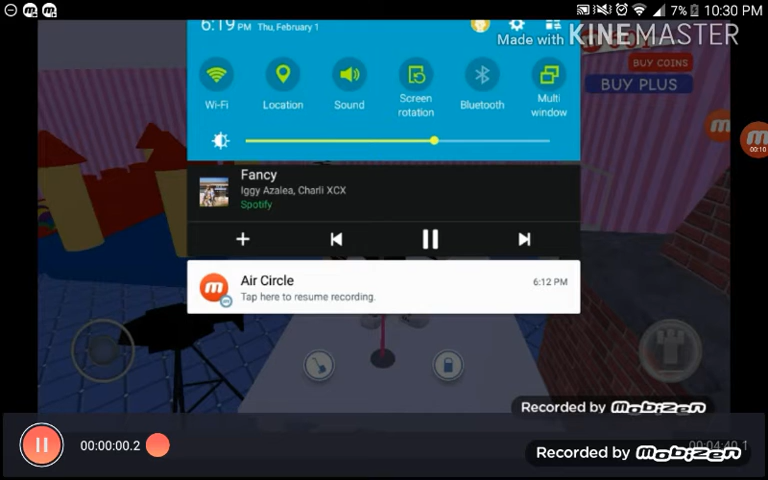 7% 10:30 PM
6:19 PM Thu, February 1
Made with KINEMASTER
BUY COINS
BUY PLUS
Wi-Fi
Location
Sound
Screen rotation
Bluetooth
Multi window
00:10
Fancy
Iggy Azalea, Charli XCX
Spotify
Air Circle
6:12 PM
Tap here to resume recording.
Recorded by mobizen
00:00:00.2
00:04:40.1
Recorded by mobizen